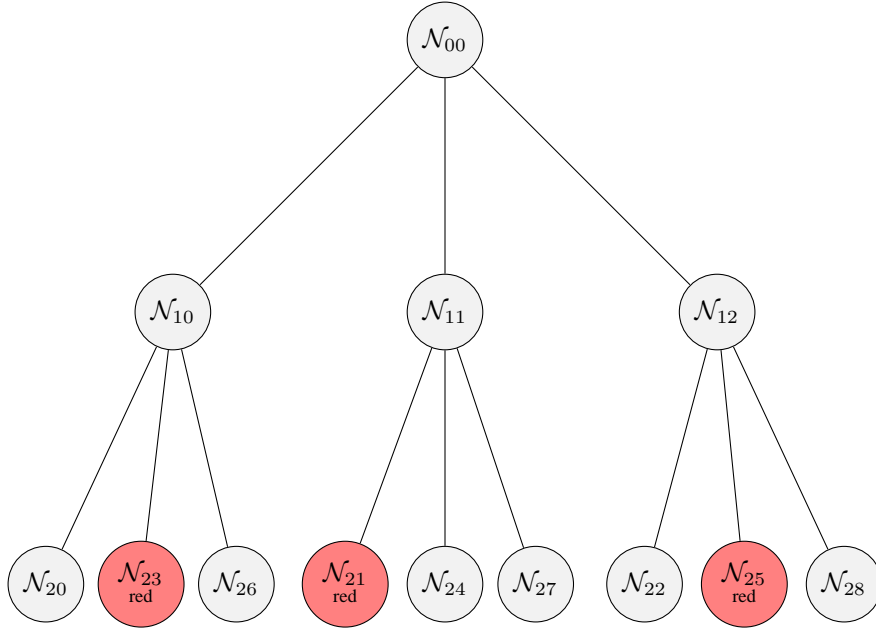 𝒩₀₀
𝒩₁₀
𝒩₁₁
𝒩₁₂
𝒩₂₀
𝒩₂₃
red
𝒩₂₆
𝒩₂₁
red
𝒩₂₄
𝒩₂₇
𝒩₂₂
𝒩₂₅
red
𝒩₂₈